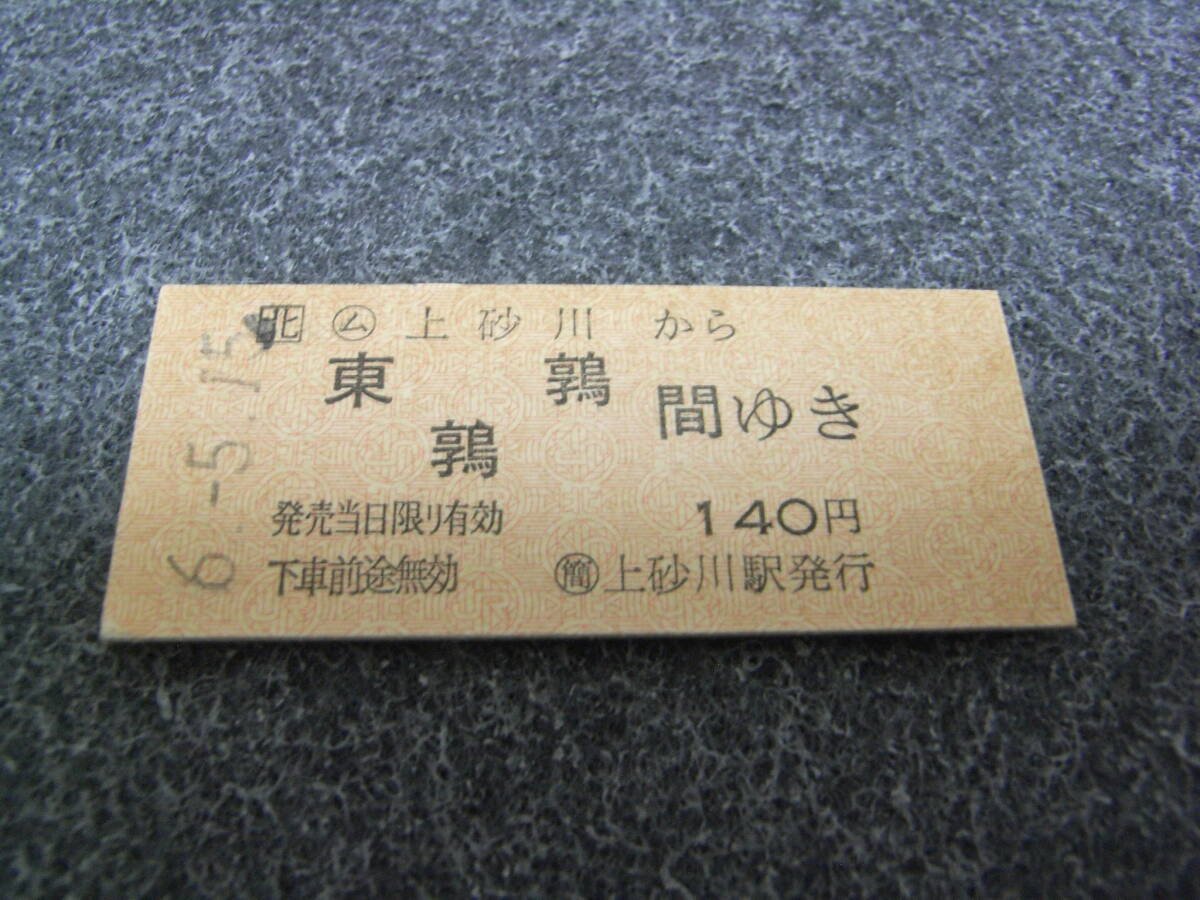 北 ム 上砂川 から
東鶉 鶉 間ゆき
発売当日限り有効 140円
下車前途無効 簡 上砂川駅発行
6.-5.15